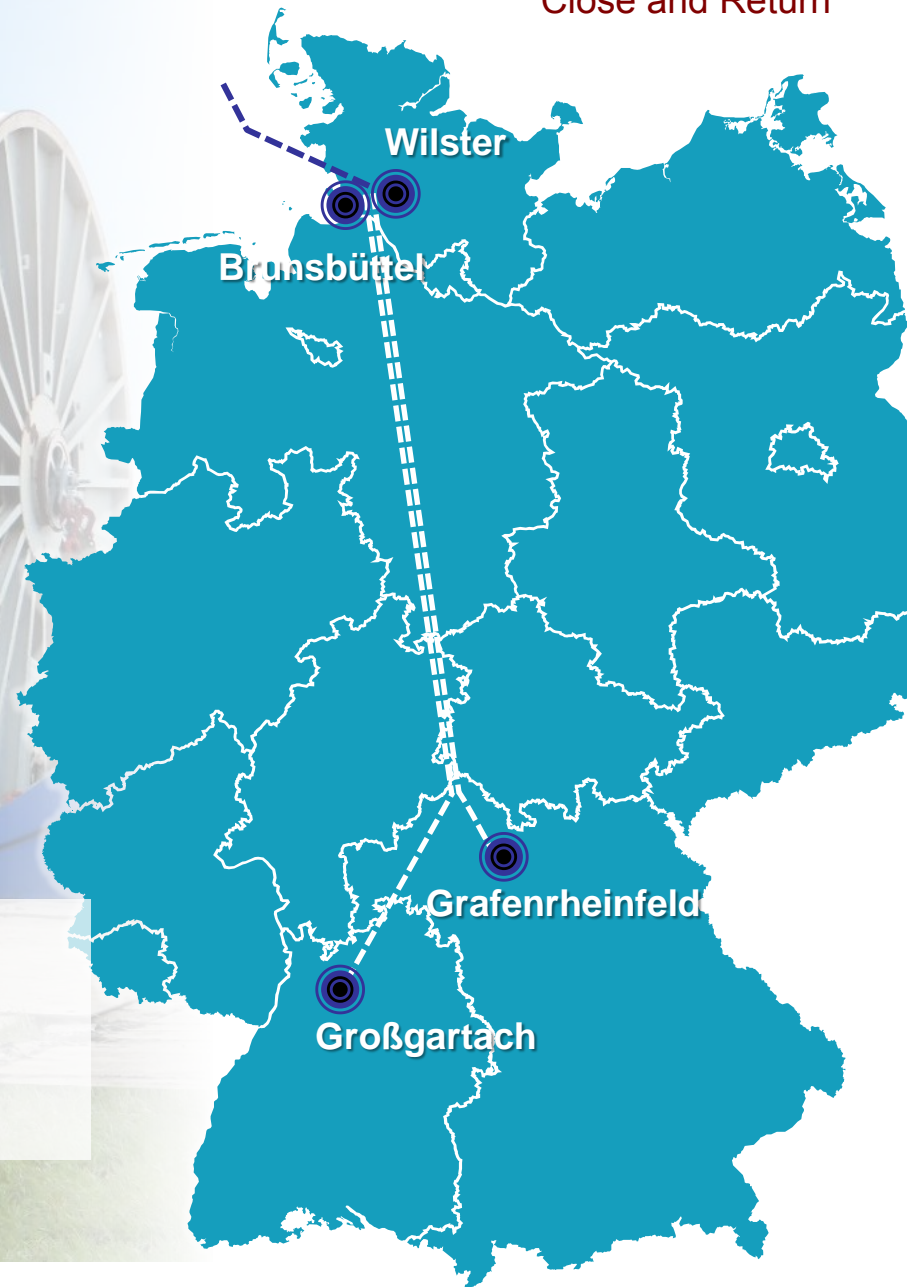 Close and Return
Wilster
Brunsbüttel
Grafenrheinfeld
Großgartach